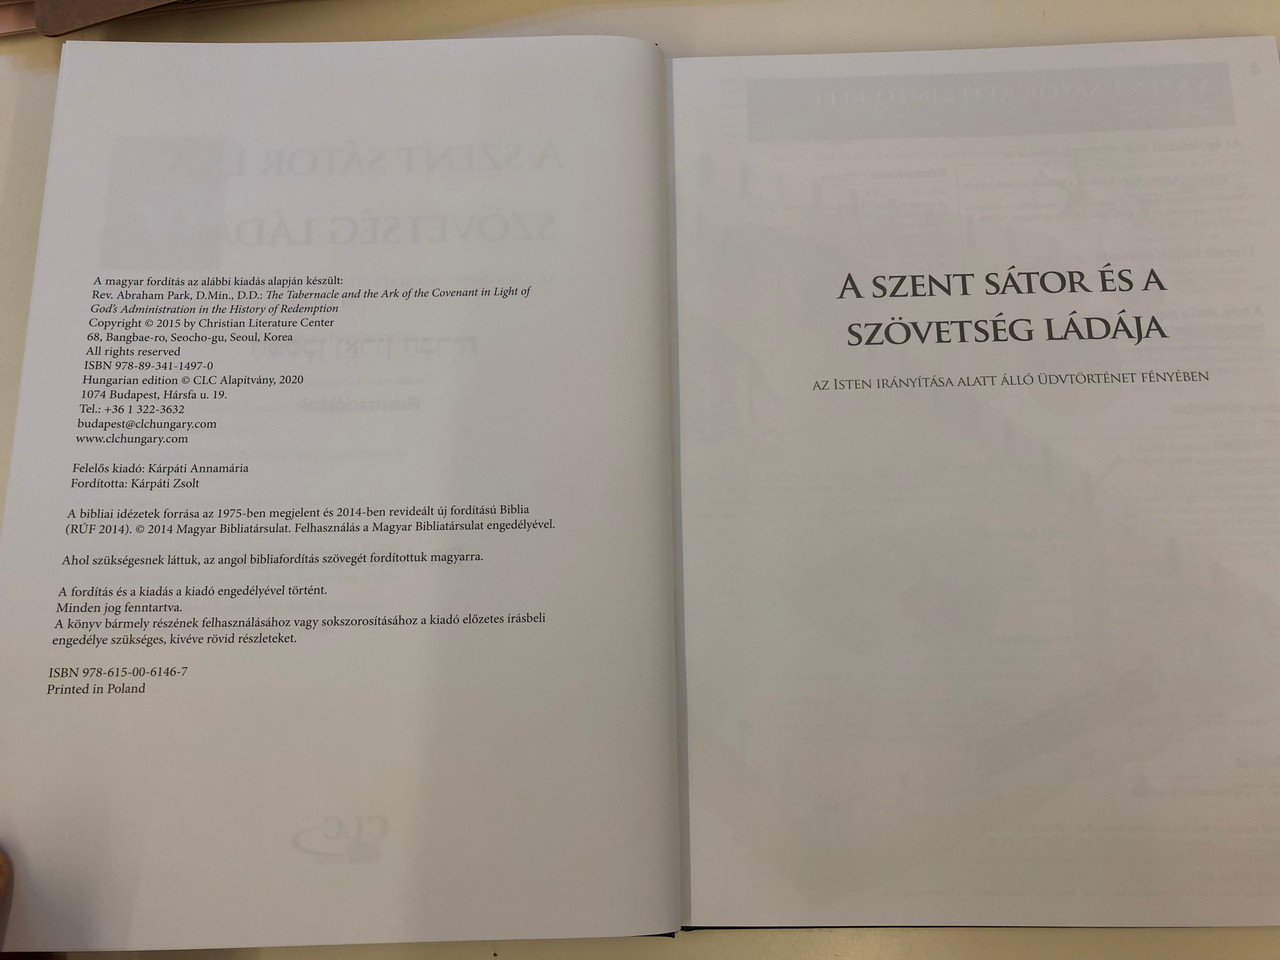 A magyar fordítás az alábbi kiadás alapján készült:
Rev. Abraham Park, D.Min., D.D.: The Tabernacle and the Ark of the Covenant in Light of
God's Administration in the History of Redemption
Copyright © 2015 by Christian Literature Center
68, Bangbae-ro, Seocho-gu, Seoul, Korea
All rights reserved
ISBN 978-89-341-1497-0
Hungarian edition © CLC Alapítvány, 2020
1074 Budapest, Hársfa u. 19.
Tel.: +36 1 322-3632
budapest@clchungary.com
www.clchungary.com
Felelős kiadó: Kárpáti Annamária
Fordította: Kárpáti Zsolt
A bibliai idézetek forrása az 1975-ben megjelent és 2014-ben revideált új fordítású Biblia
(RÚF 2014). © 2014 Magyar Bibliatársulat. Felhasználás a Magyar Bibliatársulat engedélyével.
Ahol szükségesnek láttuk, az angol bibliafordítás szövegét fordítottuk magyarra.
A fordítás és a kiadás a kiadó engedélyével történt.
Minden jog fenntartva.
A könyv bármely részének felhasználásához vagy sokszorosításához a kiadó előzetes írásbeli
engedélye szükséges, kivéve rövid részleteket.
ISBN 978-615-00-6146-7
Printed in Poland
A SZENT SÁTOR ÉS A
SZÖVETSÉG LÁDÁJA
AZ ISTEN IRÁNYÍTÁSA ALATT ÁLLÓ ÜDVTÖRTÉNET FÉNYÉBEN